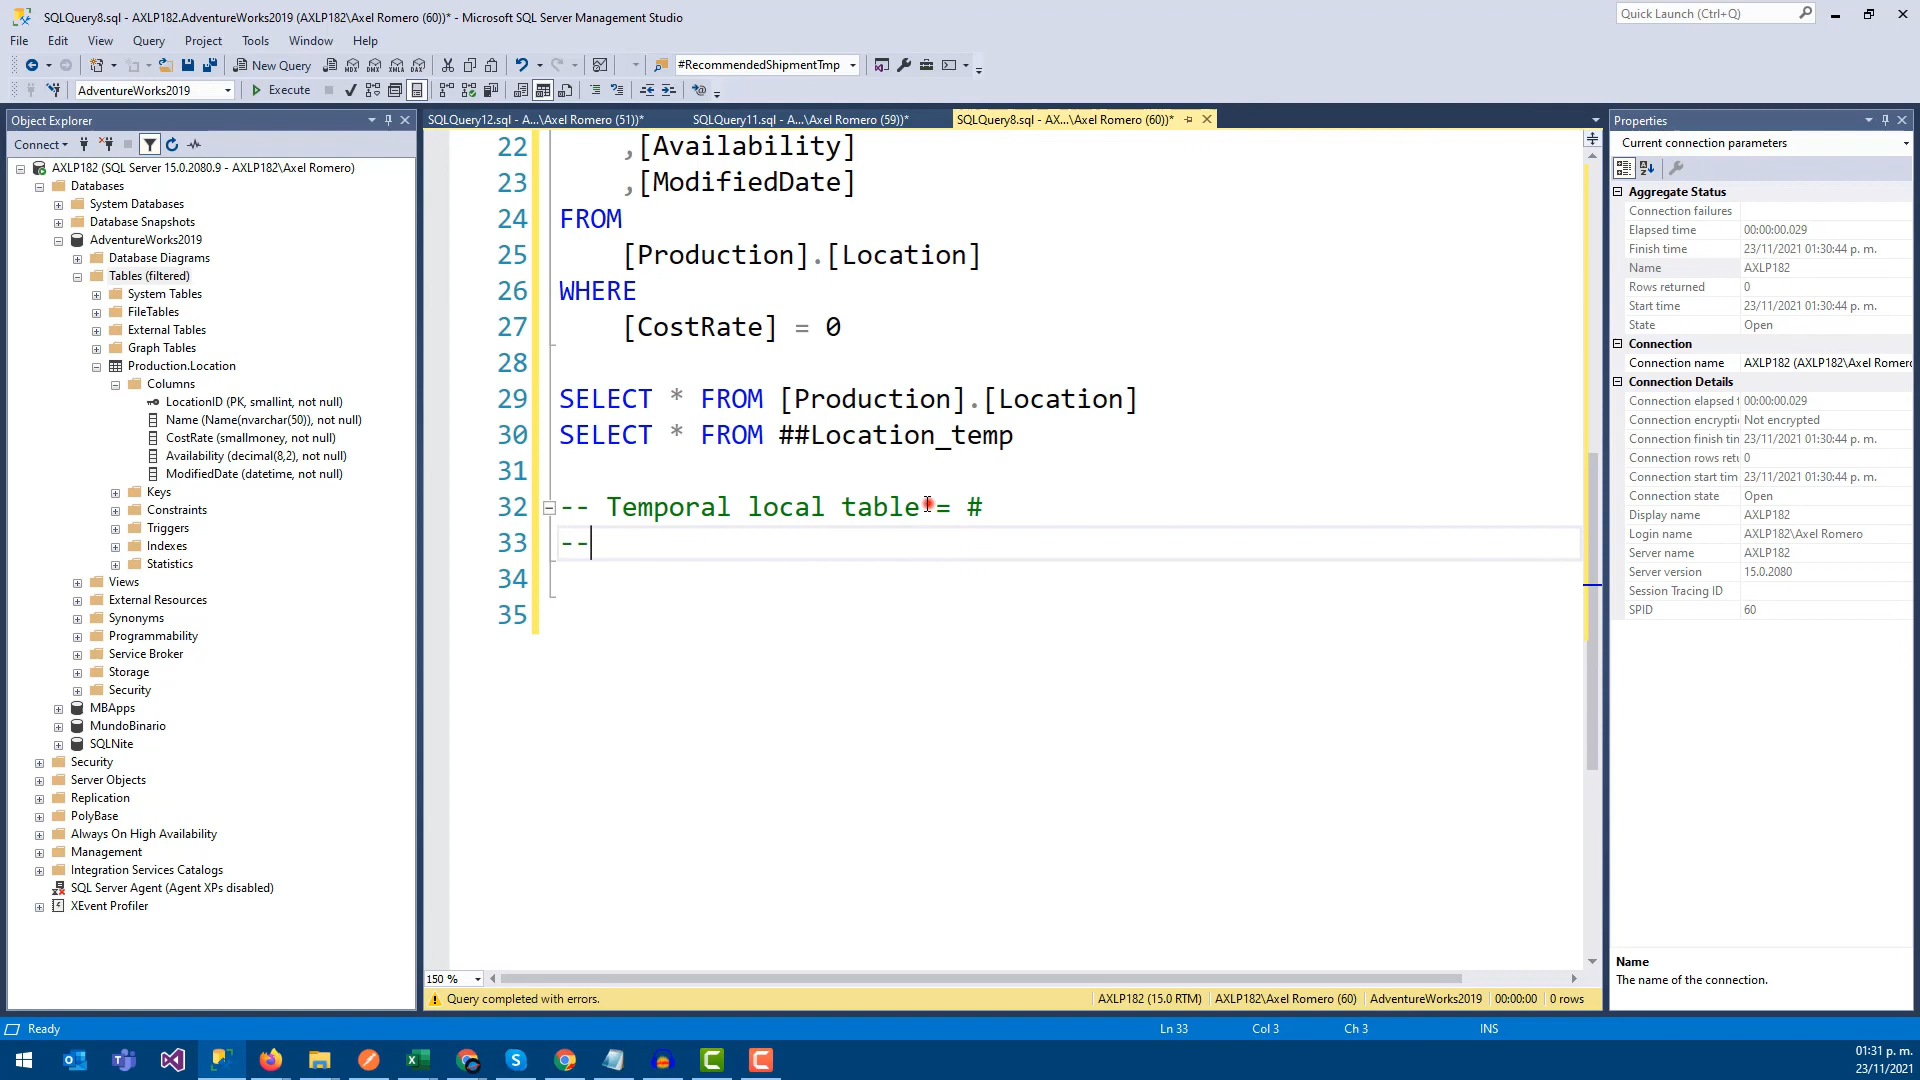 SQLQuery8.sql - AXLP182.AdventureWorks2019 (AXLP182\Axel Romero (60))* - Microsoft SQL Server Management Studio
Quick Launch (Ctrl+Q)
File Edit View Query Project Tools Window Help
New Query
#RecommendedShipmentTmp
AdventureWorks2019
Execute
Object Explorer
Connect
AXLP182 (SQL Server 15.0.2080.9 - AXLP182\Axel Romero)
Databases
System Databases
Database Snapshots
AdventureWorks2019
Database Diagrams
Tables (filtered)
System Tables
FileTables
External Tables
Graph Tables
Production.Location
Columns
LocationID (PK, smallint, not null)
Name (Name(nvarchar(50)), not null)
CostRate (smallmoney, not null)
Availability (decimal(8,2), not null)
ModifiedDate (datetime, not null)
Keys
Constraints
Triggers
Indexes
Statistics
Views
External Resources
Synonyms
Programmability
Service Broker
Storage
Security
MBApps
MundoBinario
SQLNite
Security
Server Objects
Replication
PolyBase
Always On High Availability
Management
Integration Services Catalogs
SQL Server Agent (Agent XPs disabled)
XEvent Profiler
SQLQuery12.sql - A...\Axel Romero (51))*
SQLQuery11.sql - A...\Axel Romero (59))*
SQLQuery8.sql - AX...\Axel Romero (60))*
22 ,[Availability]
23 ,[ModifiedDate]
24 FROM
25 [Production].[Location]
26 WHERE
27 [CostRate] = 0
28
29 SELECT * FROM [Production].[Location]
30 SELECT * FROM ##Location_temp
31
32 -- Temporal local table = #
33 --
34
35
150 %
Query completed with errors.
AXLP182 (15.0 RTM) AXLP182\Axel Romero (60) AdventureWorks2019 00:00:00 0 rows
Properties
Current connection parameters
Aggregate Status
Connection failures
Elapsed time 00:00:00.029
Finish time 23/11/2021 01:30:44 p. m.
Name AXLP182
Rows returned 0
Start time 23/11/2021 01:30:44 p. m.
State Open
Connection
Connection name AXLP182 (AXLP182\Axel Romero
Connection Details
Connection elapsed t 00:00:00.029
Connection encrypti Not encrypted
Connection finish tin 23/11/2021 01:30:44 p. m.
Connection rows retu 0
Connection start tim 23/11/2021 01:30:44 p. m.
Connection state Open
Display name AXLP182
Login name AXLP182\Axel Romero
Server name AXLP182
Server version 15.0.2080
Session Tracing ID
SPID 60
Name
The name of the connection.
Ready Ln 33 Col 3 Ch 3 INS
01:31 p. m.
23/11/2021